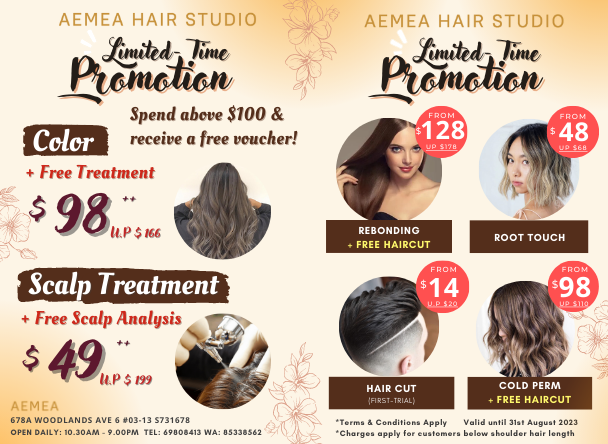 AEMEA HAIR STUDIO
Limited-Time
Promotion
Spend above $100 &
receive a free voucher!
Color
+ Free Treatment
$98++
U.P $166
Scalp Treatment
+ Free Scalp Analysis
$49++
U.P $199
AEMEA
678A WOODLANDS AVE 6 #03-13 S731678
OPEN DAILY: 10.30AM - 9.00PM TEL: 69808413 WA: 85338562
AEMEA HAIR STUDIO
Limited-Time
Promotion
FROM
$128
UP $178
REBONDING
+ FREE HAIRCUT
FROM
$48
UP $68
ROOT TOUCH
FROM
$14
U.P $20
HAIR CUT
(FIRST-TRIAL)
FROM
$98
U.P $110
COLD PERM
+ FREE HAIRCUT
*Terms & Conditions Apply Valid until 31st August 2023
*Charges apply for customers below shoulder hair length